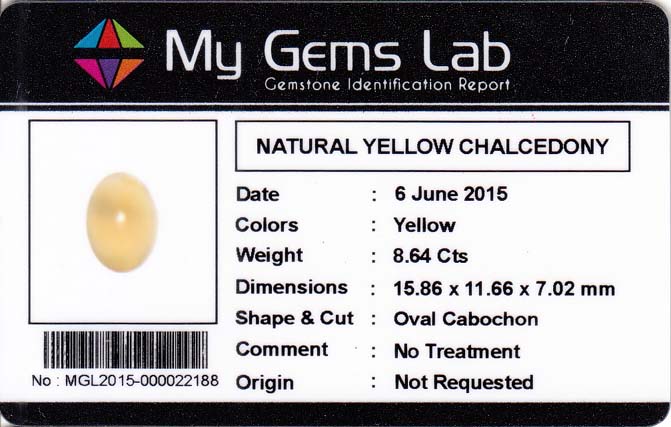 My Gems Lab
Gemstone Identification Report
NATURAL YELLOW CHALCEDONY
Date : 6 June 2015
Colors : Yellow
Weight : 8.64 Cts
Dimensions : 15.86 x 11.66 x 7.02 mm
Shape & Cut : Oval Cabochon
Comment : No Treatment
Origin : Not Requested
No : MGL2015-000022188